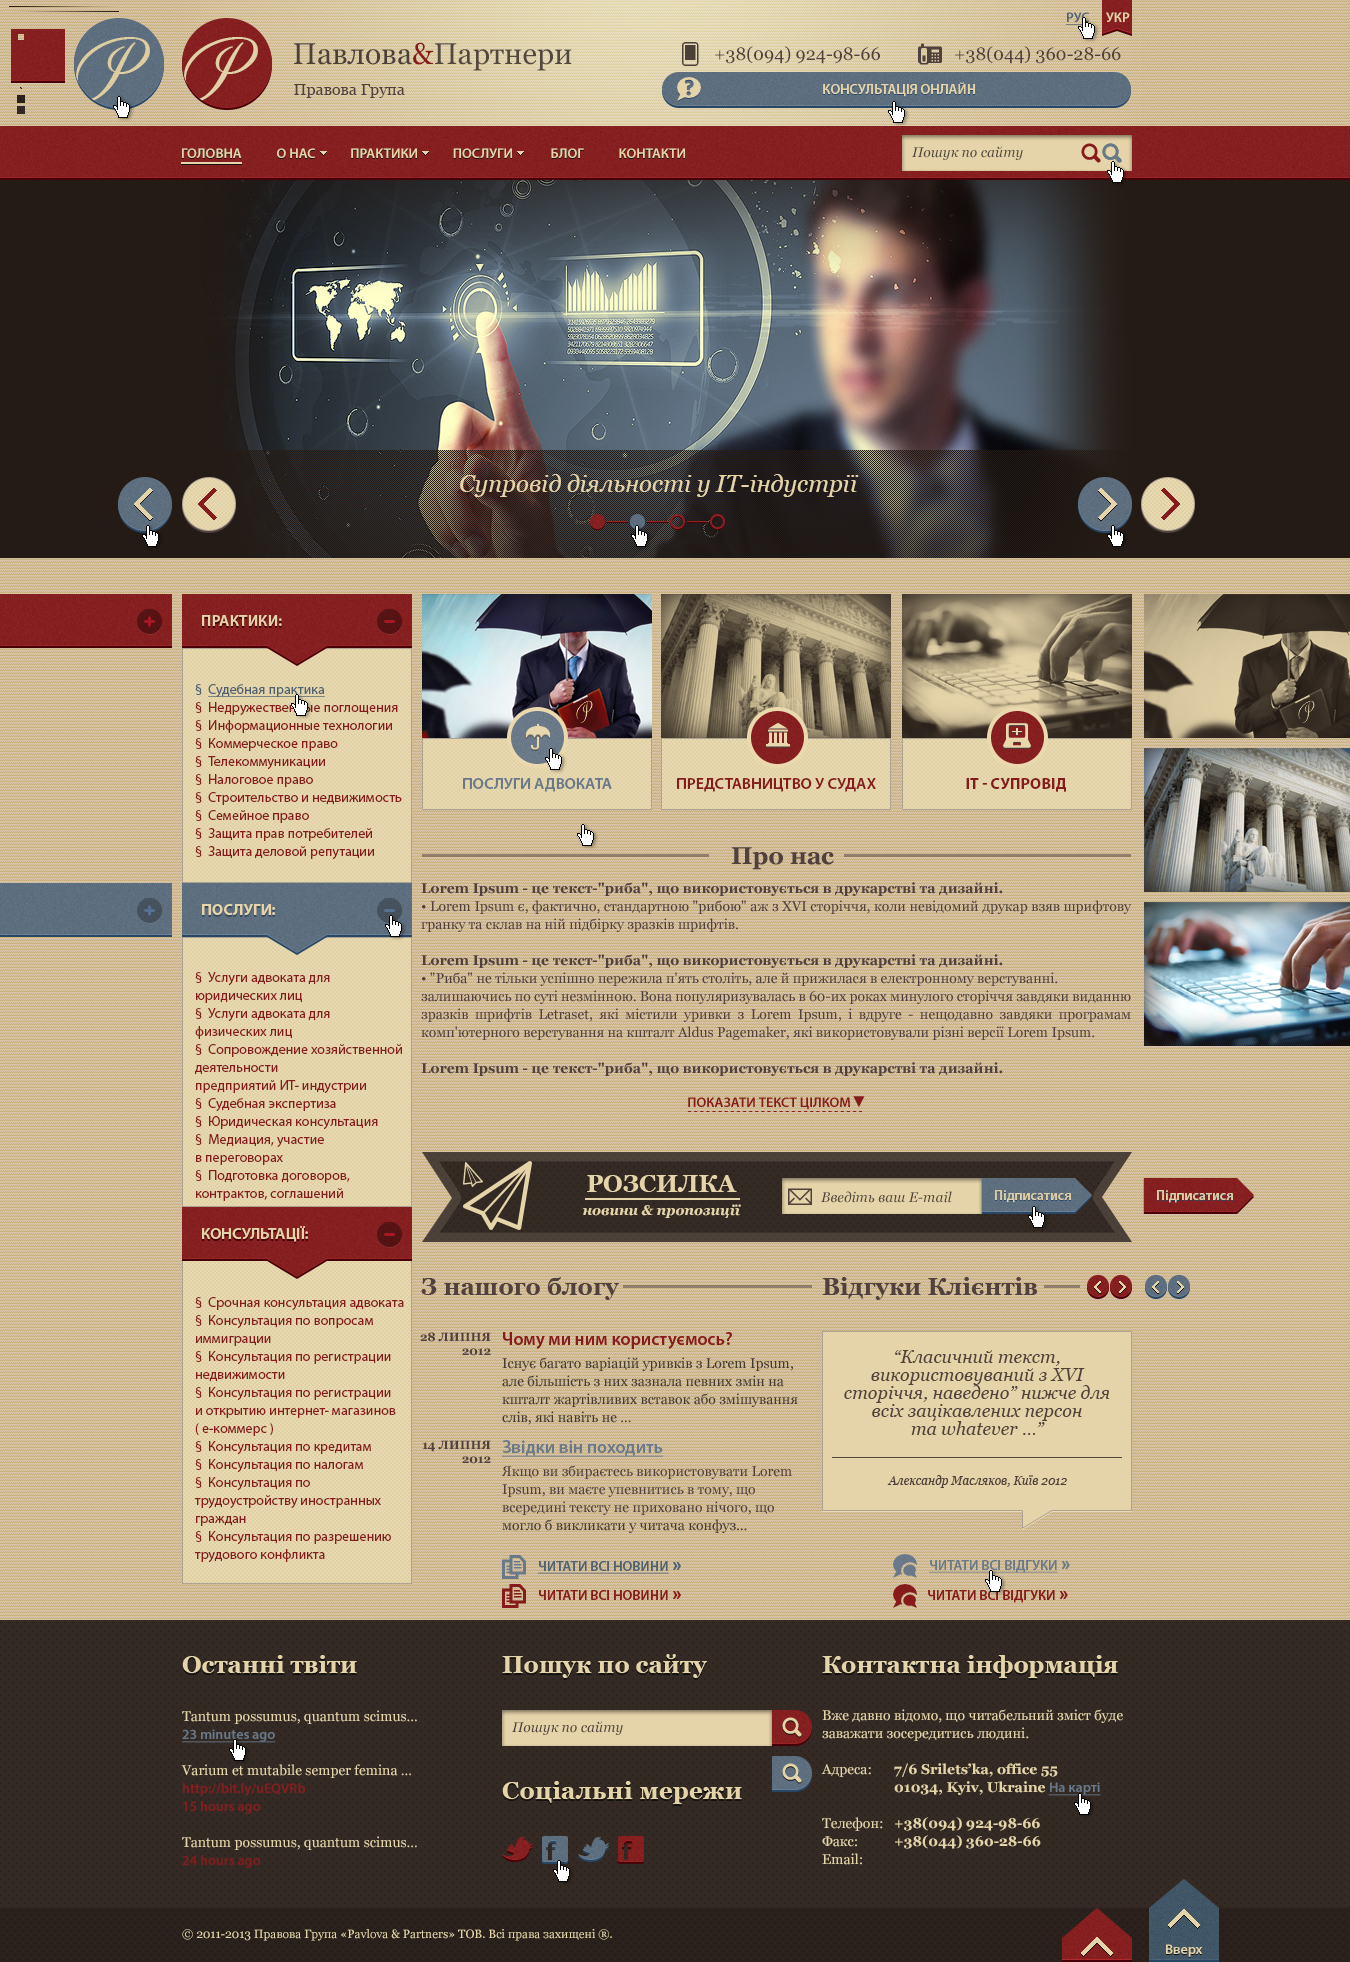 РУС
УКР
Павлова&Партнери
Правова Група
+38(094) 924-98-66
+38(044) 360-28-66
КОНСУЛЬТАЦІЯ ОНЛАЙН
ГОЛОВНА
О НАС
ПРАКТИКИ
ПОСЛУГИ
БЛОГ
КОНТАКТИ
Пошук по сайту
Супровід діяльності у ІТ-індустрії
ПРАКТИКИ:
§ Судебная практика
§ Недружественные поглощения
§ Информационные технологии
§ Коммерческое право
§ Телекоммуникации
§ Налоговое право
§ Строительство и недвижимость
§ Семейное право
§ Защита прав потребителей
§ Защита деловой репутации
ПОСЛУГИ:
§ Услуги адвоката для
юридических лиц
§ Услуги адвоката для
физических лиц
§ Сопровождение хозяйственной
деятельности
предприятий ИТ- индустрии
§ Судебная экспертиза
§ Юридическая консультация
§ Медиация, участие
в переговорах
§ Подготовка договоров,
контрактов, соглашений
КОНСУЛЬТАЦІЇ:
§ Срочная консультация адвоката
§ Консультация по вопросам
иммиграции
§ Консультация по регистрации
недвижимости
§ Консультация по регистрации
и открытию интернет- магазинов
( е-коммерс )
§ Консультация по кредитам
§ Консультация по налогам
§ Консультация по
трудоустройству иностранных
граждан
§ Консультация по разрешению
трудового конфликта
ПОСЛУГИ АДВОКАТА
ПРЕДСТАВНИЦТВО У СУДАХ
ІТ - СУПРОВІД
Про нас
Lorem Ipsum - це текст-"риба", що використовується в друкарстві та дизайні.
• Lorem Ipsum є, фактично, стандартною "рибою" аж з XVI сторіччя, коли невідомий друкар взяв шрифтову
гранку та склав на ній підбірку зразків шрифтів.
Lorem Ipsum - це текст-"риба", що використовується в друкарстві та дизайні.
• "Риба" не тільки успішно пережила п'ять століть, але й прижилася в електронному верстуванні.
залишаючись по суті незмінною. Вона популяризувалась в 60-их роках минулого сторіччя завдяки виданню
зразків шрифтів Letraset, які містили уривки з Lorem Ipsum, і вдруге - нещодавно завдяки програмам
комп'ютерного верстування на кшталт Aldus Pagemaker, які використовували різні версії Lorem Ipsum.
Lorem Ipsum - це текст-"риба", що використовується в друкарстві та дизайні.
ПОКАЗАТИ ТЕКСТ ЦІЛКОМ
РОЗСИЛКА
новини & пропозиції
Введіть ваш E-mail
Підписатися
Підписатися
З нашого блогу
28 ЛИПНЯ
2012
Чому ми ним користуємось?
Існує багато варіацій уривків з Lorem Ipsum,
але більшість з них зазнала певних змін на
кшталт жартівливих вставок або змішування
слів, які навіть не ...
14 ЛИПНЯ
2012
Звідки він походить
Якщо ви збираєтесь використовувати Lorem
Ipsum, ви маєте упевнитись в тому, що
всередині тексту не приховано нічого, що
могло б викликати у читача конфуз...
ЧИТАТИ ВСІ НОВИНИ »
ЧИТАТИ ВСІ НОВИНИ »
Відгуки Клієнтів
“Класичний текст,
використовуваний з XVI
сторіччя, наведено” нижче для
всіх зацікавлених персон
та whatever ...”
Александр Масляков, Київ 2012
ЧИТАТИ ВСІ ВІДГУКИ »
ЧИТАТИ ВСІ ВІДГУКИ »
Останні твіти
Tantum possumus, quantum scimus...
23 minutes ago
Varium et mutabile semper femina ...
http://bit.ly/uEQVRb
15 hours ago
Tantum possumus, quantum scimus...
24 hours ago
Пошук по сайту
Пошук по сайту
Соціальні мережи
Контактна інформація
Вже давно відомо, що читабельний зміст буде
заважати зосередитись людині.
Адреса: 7/6 Srilets’ka, office 55
01034, Kyiv, Ukraine На карті
Телефон: +38(094) 924-98-66
Факс: +38(044) 360-28-66
Email:
© 2011-2013 Правова Група «Pavlova & Partners» ТОВ. Всі права захищені ®.
Вверх